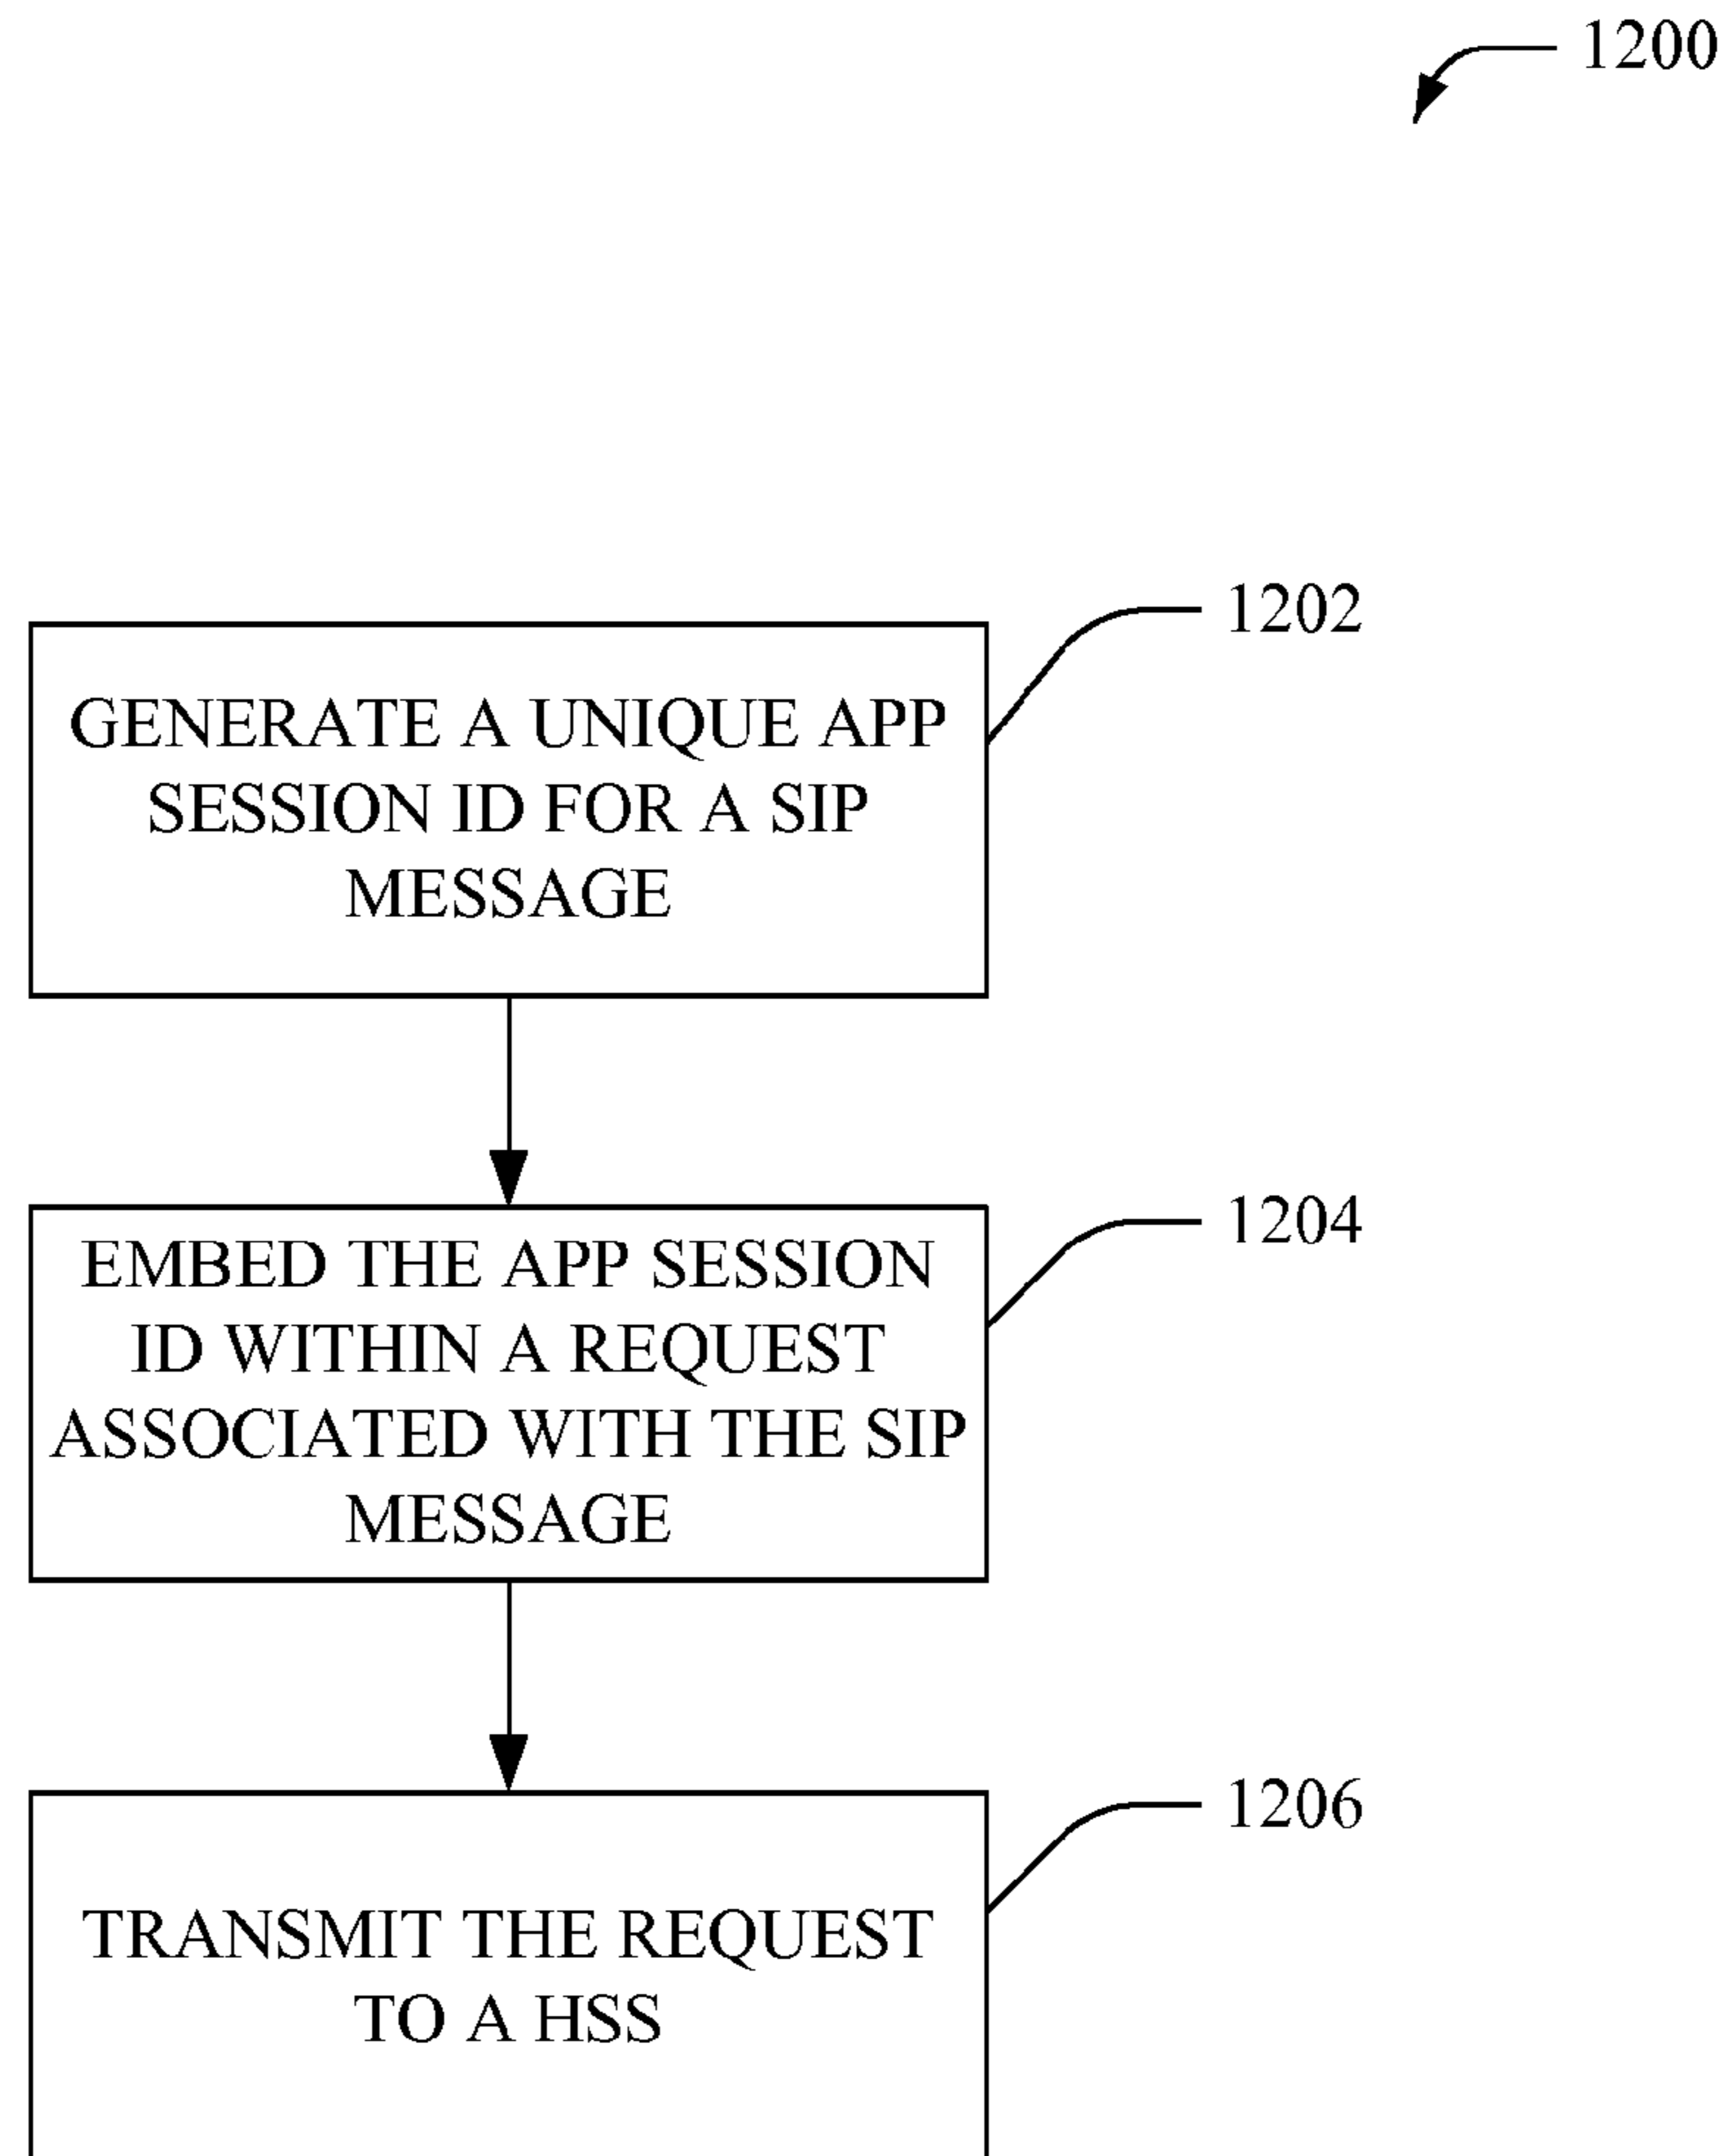 1200
1202
GENERATE A UNIQUE APP
SESSION ID FOR A SIP
MESSAGE
1204
EMBED THE APP SESSION
ID WITHIN A REQUEST
ASSOCIATED WITH THE SIP
MESSAGE
1206
TRANSMIT THE REQUEST
TO A HSS